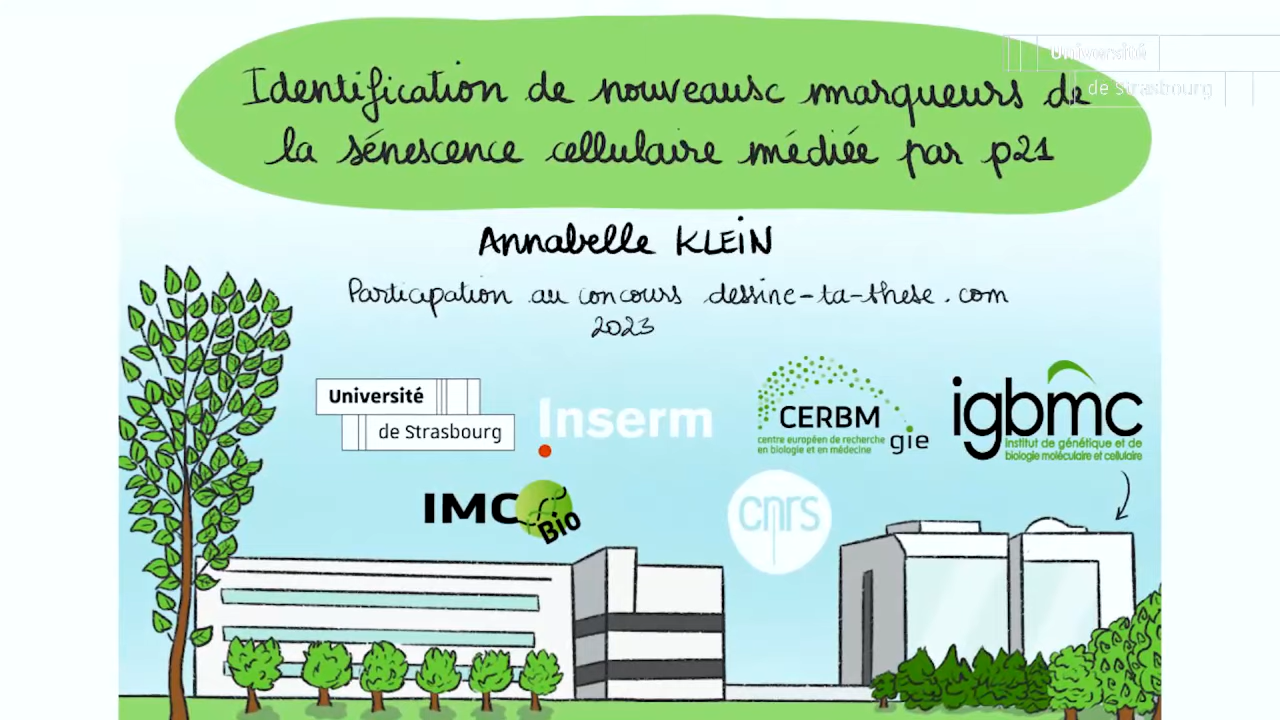 Université
de Strasbourg
Identification de nouveaux marqueurs de
la sénescence cellulaire médiée par p21
Annabelle KLEIN
Participation au concours dessine-ta-these.com
2023
Université
de Strasbourg
Inserm
CERBM
gie
centre européen de recherche
en biologie et en médecine
igbmc
institut de génétique et de
biologie moléculaire et cellulaire
IMC
Bio
cnrs